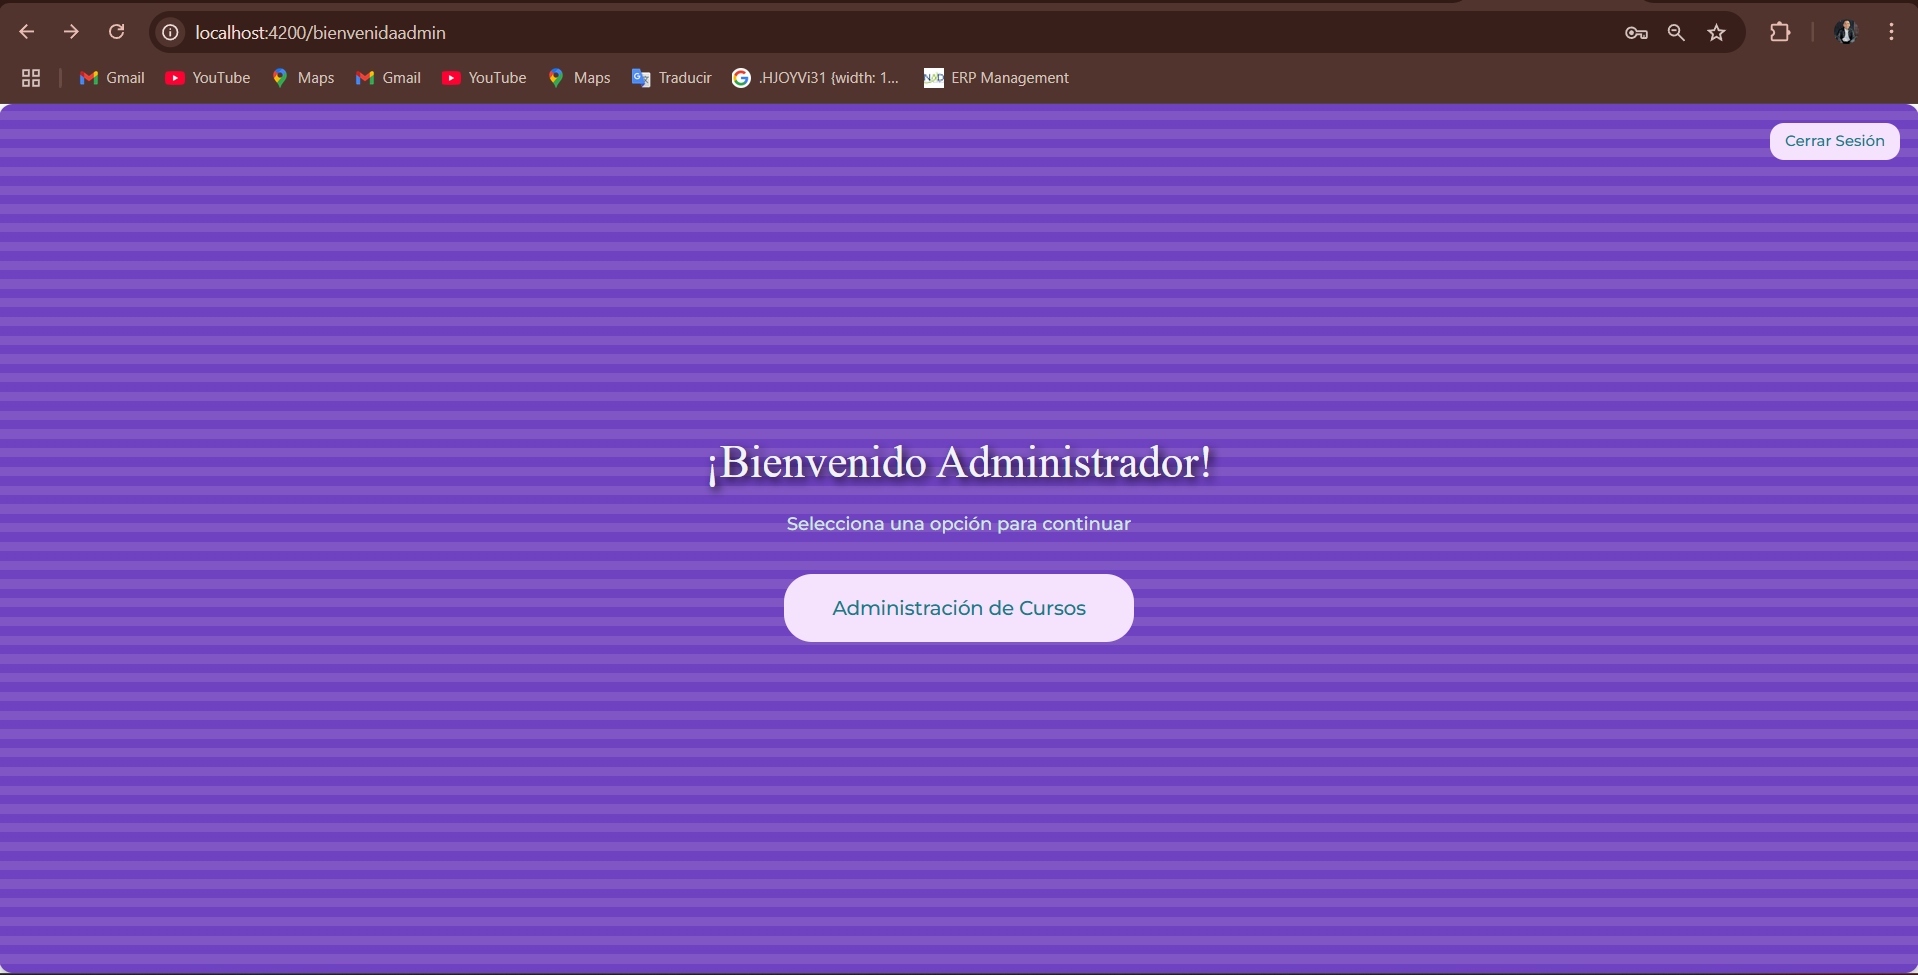 localhost:4200/bienvenidaadmin
Gmail YouTube Maps Gmail YouTube Maps Traducir .HJOYVi31 {width: 1... ERP Management
Cerrar Sesión
¡Bienvenido Administrador!
Selecciona una opción para continuar
Administración de Cursos